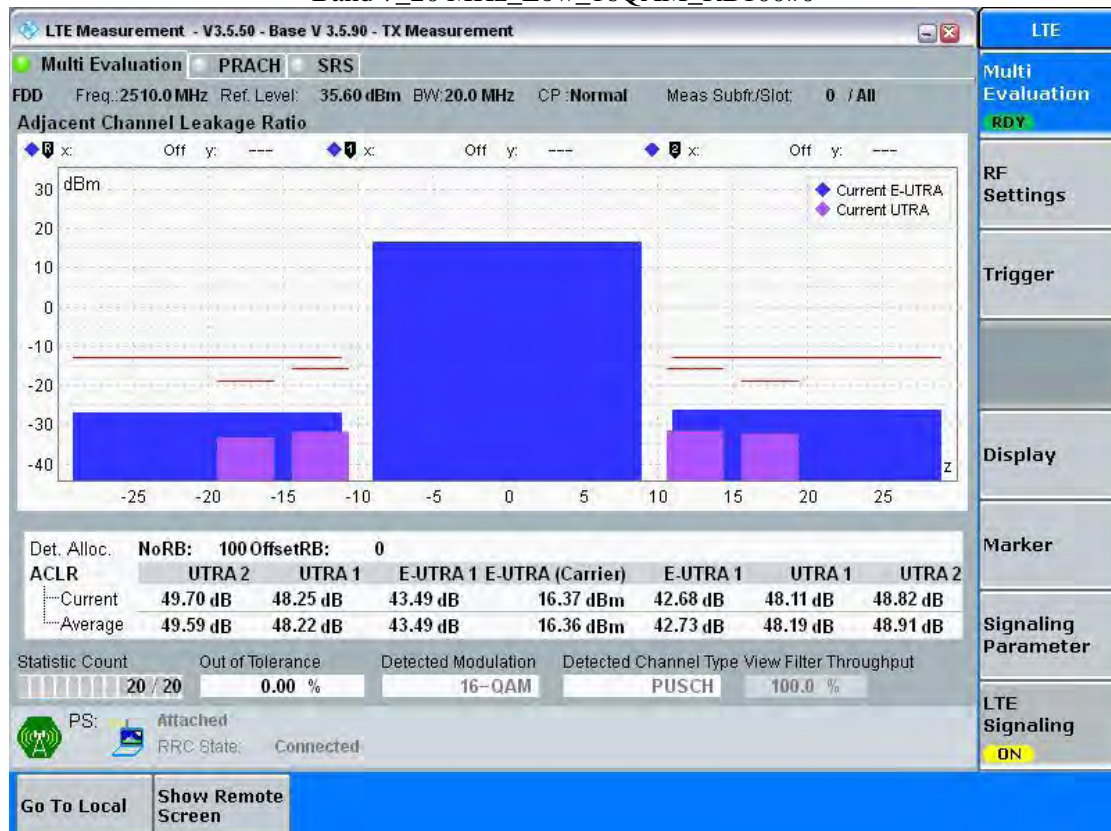 LTE Measurement - V3.5.50 - Base V 3.5.90 - TX Measurement
LTE
Multi Evaluation PRACH SRS
Multi Evaluation
RDY
FDD Freq.:2510.0 MHz Ref. Level: 35.60 dBm BW:20.0 MHz CP :Normal Meas Subfr./Slot: 0 / All
Adjacent Channel Leakage Ratio
R x: Off y: --- 1 x: Off y: --- 2 x: Off y: ---
RF Settings
dBm
Current E-UTRA
Current UTRA
30
20
10
0
-10
-20
-30
-40
Trigger
z
-25 -20 -15 -10 -5 0 5 10 15 20 25
Display
Det. Alloc. NoRB: 100 OffsetRB: 0
Marker
ACLR UTRA 2 UTRA 1 E-UTRA 1 E-UTRA (Carrier) E-UTRA 1 UTRA 1 UTRA 2
Current 49.70 dB 48.25 dB 43.49 dB 16.37 dBm 42.68 dB 48.11 dB 48.82 dB
Average 49.59 dB 48.22 dB 43.49 dB 16.36 dBm 42.73 dB 48.19 dB 48.91 dB
Signaling Parameter
Statistic Count Out of Tolerance Detected Modulation Detected Channel Type View Filter Throughput
20 / 20 0.00 % 16-QAM PUSCH 100.0 %
PS: Attached
RRC State: Connected
LTE Signaling
ON
Go To Local
Show Remote Screen